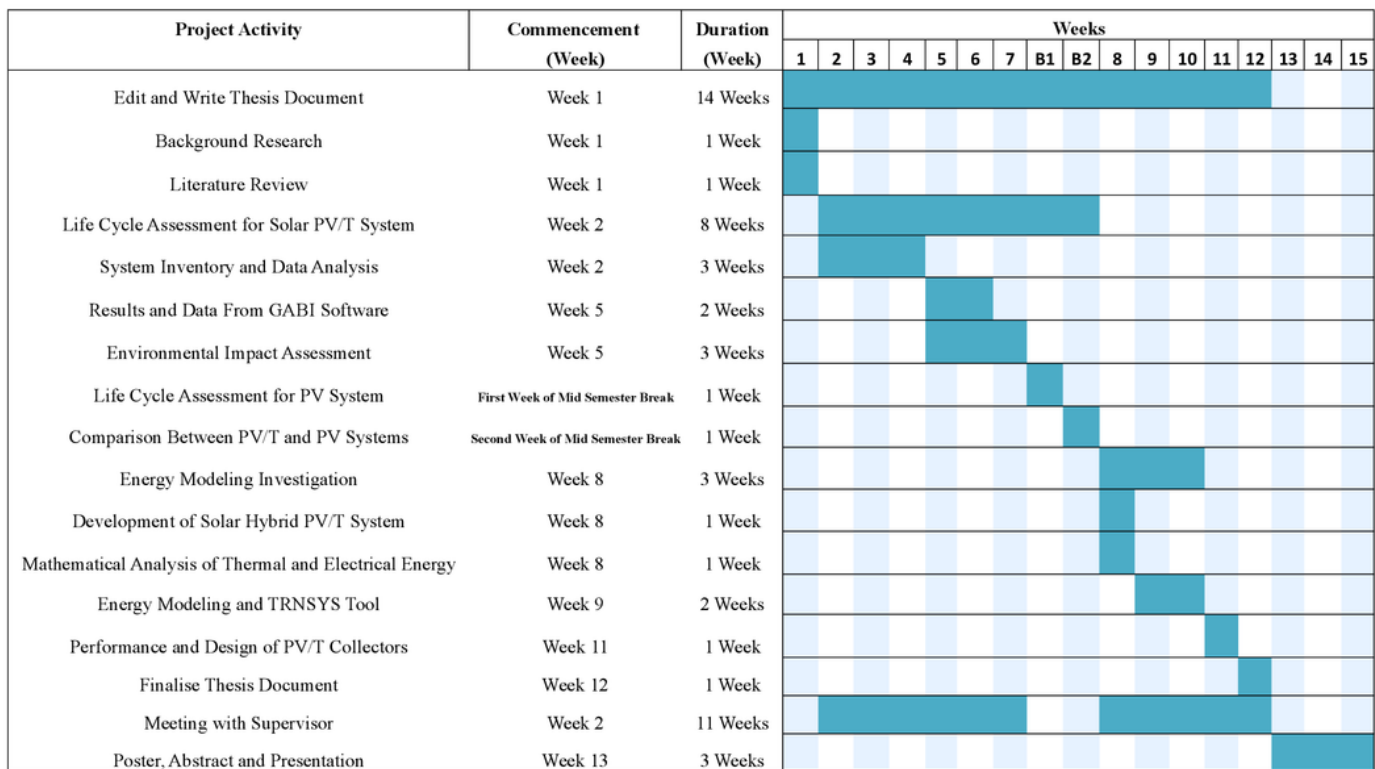 Project Activity Commencement Duration Weeks
(Week) (Week) 1 2 3 4 5 6 7 B1 B2 8 9 10 11 12 13 14 15
Edit and Write Thesis Document Week 1 14 Weeks
Background Research Week 1 1 Week
Literature Review Week 1 1 Week
Life Cycle Assessment for Solar PV/T System Week 2 8 Weeks
System Inventory and Data Analysis Week 2 3 Weeks
Results and Data From GABI Software Week 5 2 Weeks
Environmental Impact Assessment Week 5 3 Weeks
Life Cycle Assessment for PV System First Week of Mid Semester Break 1 Week
Comparison Between PV/T and PV Systems Second Week of Mid Semester Break 1 Week
Energy Modeling Investigation Week 8 3 Weeks
Development of Solar Hybrid PV/T System Week 8 1 Week
Mathematical Analysis of Thermal and Electrical Energy Week 8 1 Week
Energy Modeling and TRNSYS Tool Week 9 2 Weeks
Performance and Design of PV/T Collectors Week 11 1 Week
Finalise Thesis Document Week 12 1 Week
Meeting with Supervisor Week 2 11 Weeks
Poster, Abstract and Presentation Week 13 3 Weeks